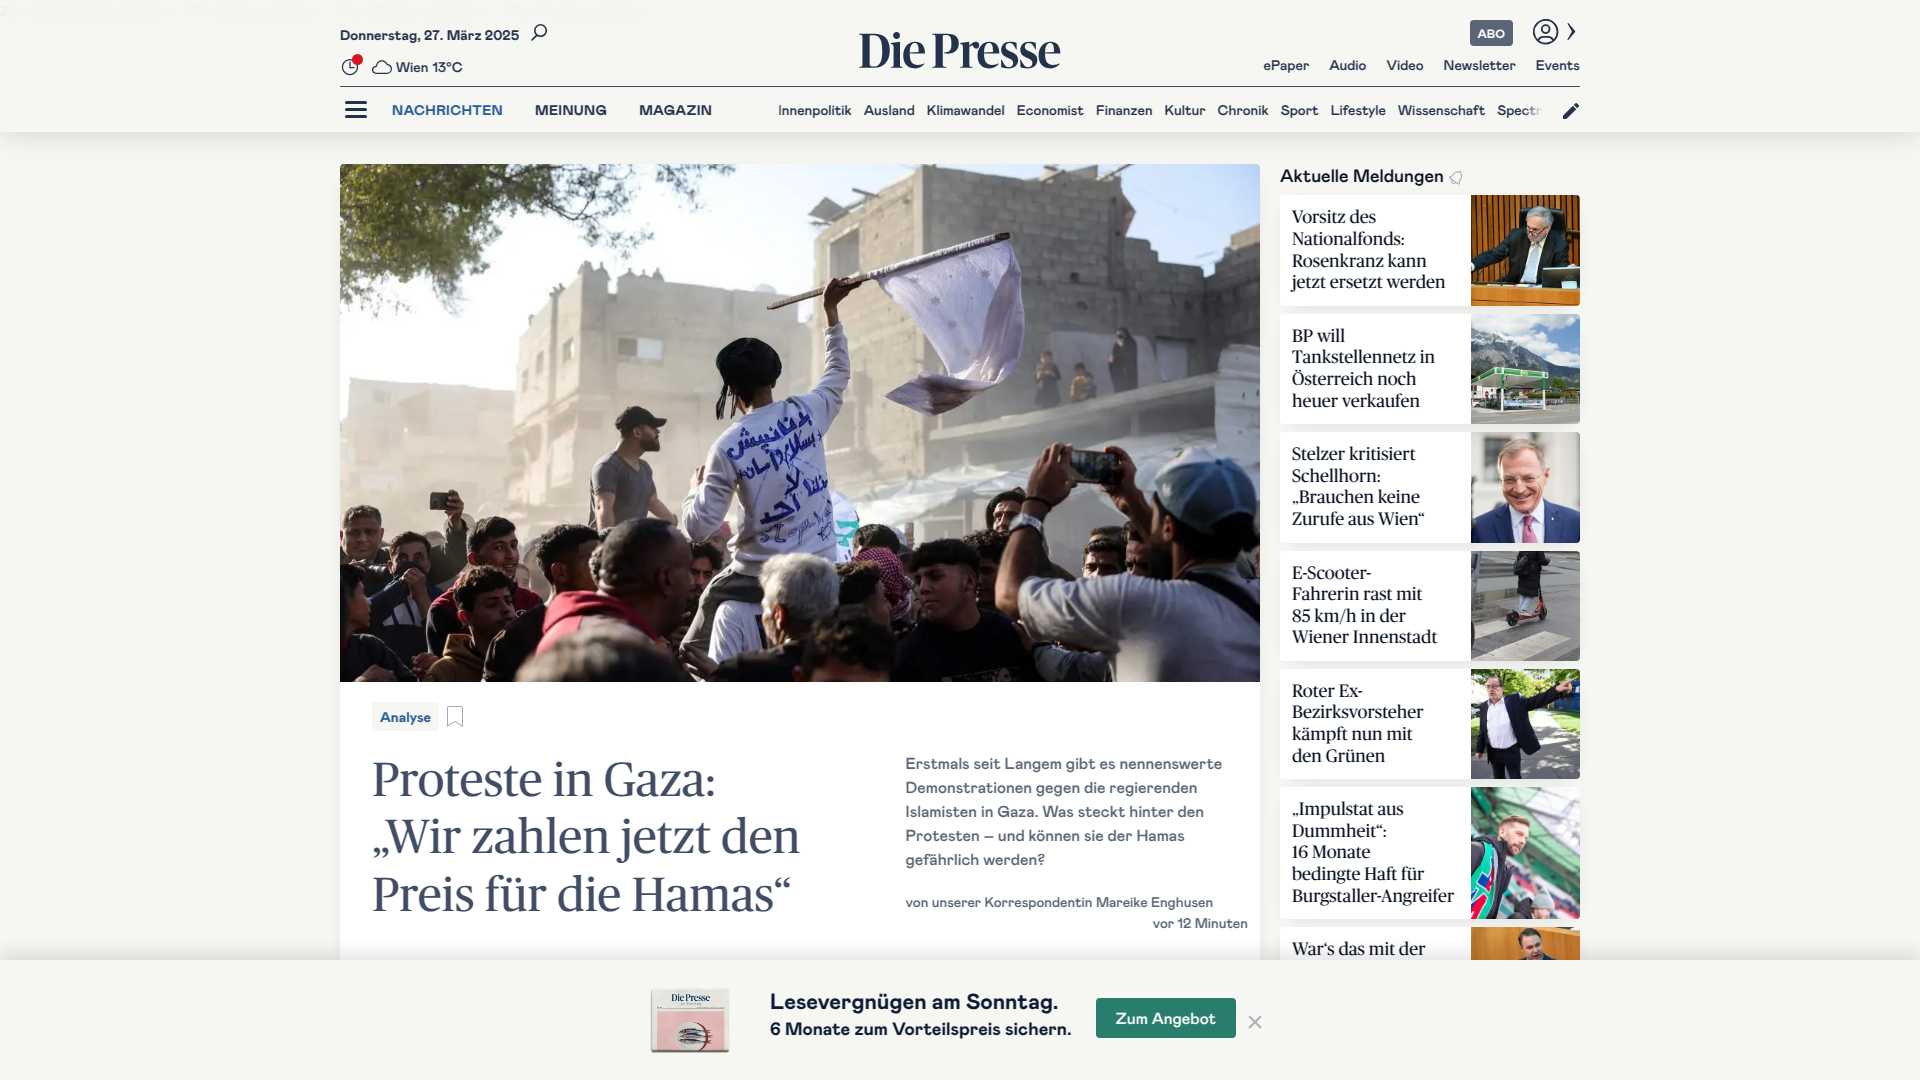 Donnerstag, 27. März 2025
Wien 13°C
Die Presse
ABO
ePaper Audio Video Newsletter Events
NACHRICHTEN MEINUNG MAGAZIN
Innenpolitik Ausland Klimawandel Economist Finanzen Kultur Chronik Sport Lifestyle Wissenschaft
Analyse
Proteste in Gaza:
„Wir zahlen jetzt den
Preis für die Hamas“
Erstmals seit Langem gibt es nennenswerte
Demonstrationen gegen die regierenden
Islamisten in Gaza. Was steckt hinter den
Protesten – und können sie der Hamas
gefährlich werden?
von unserer Korrespondentin Mareike Enghusen
vor 12 Minuten
Aktuelle Meldungen
Vorsitz des
Nationalfonds:
Rosenkranz kann
jetzt ersetzt werden
BP will
Tankstellennetz in
Österreich noch
heuer verkaufen
Stelzer kritisiert
Schellhorn:
„Brauchen keine
Zurufe aus Wien“
E-Scooter-
Fahrerin rast mit
85 km/h in der
Wiener Innenstadt
Roter Ex-
Bezirksvorsteher
kämpft nun mit
den Grünen
„Impulstat aus
Dummheit“:
16 Monate
bedingte Haft für
Burgstaller-Angreifer
War‘s das mit der
Die Presse
Lesevergnügen am Sonntag.
6 Monate zum Vorteilspreis sichern.
Zum Angebot